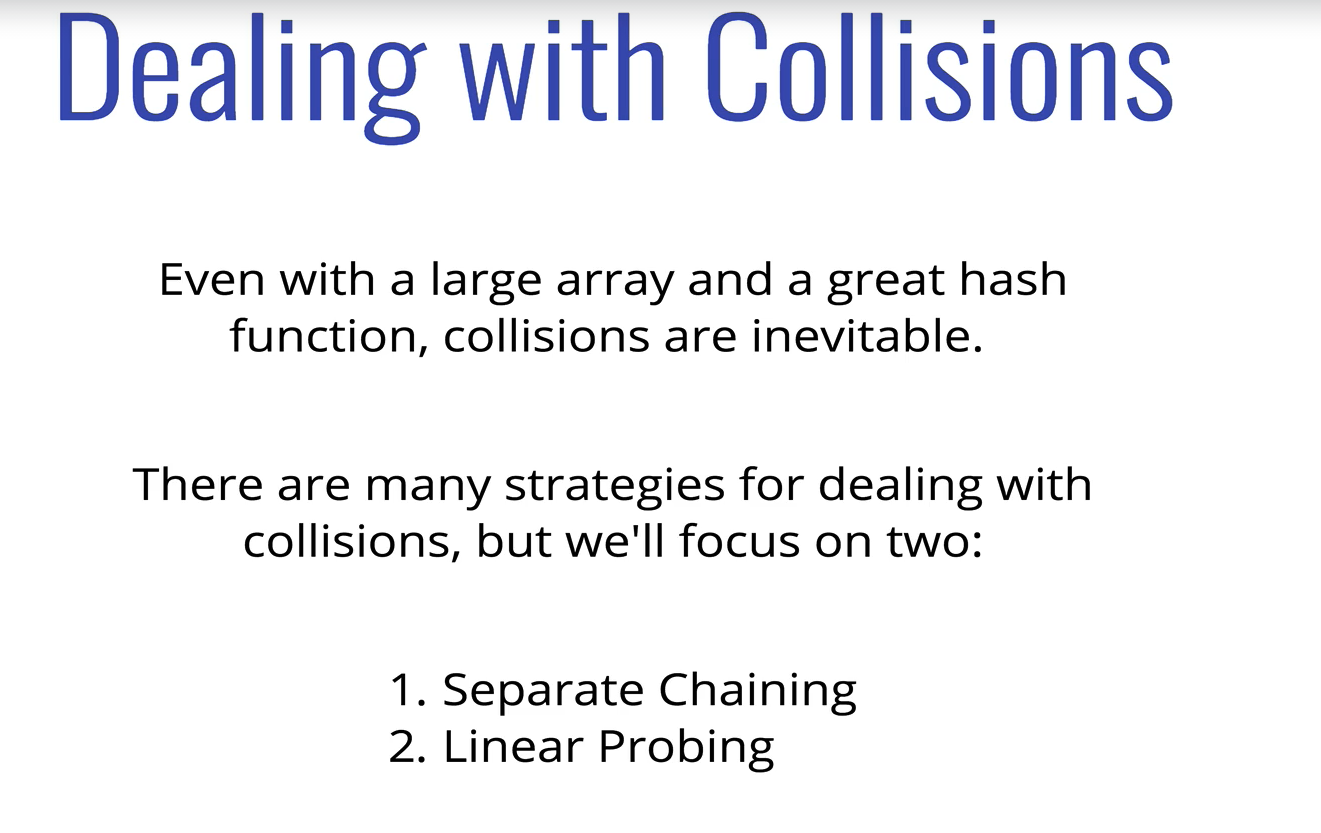 Dealing with Collisions
Even with a large array and a great hash
function, collisions are inevitable.
There are many strategies for dealing with
collisions, but we'll focus on two:
1. Separate Chaining
2. Linear Probing